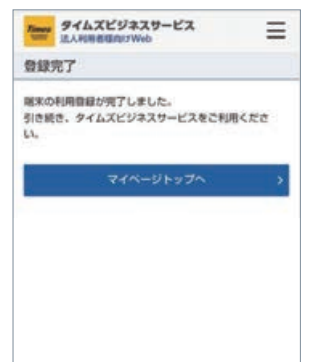 Times
タイムズビジネスサービス
法人利用者様向けWeb
登録完了
端末の利用登録が完了しました。
引き続き、タイムズビジネスサービスをご利用くださ
い。
マイページトップへ